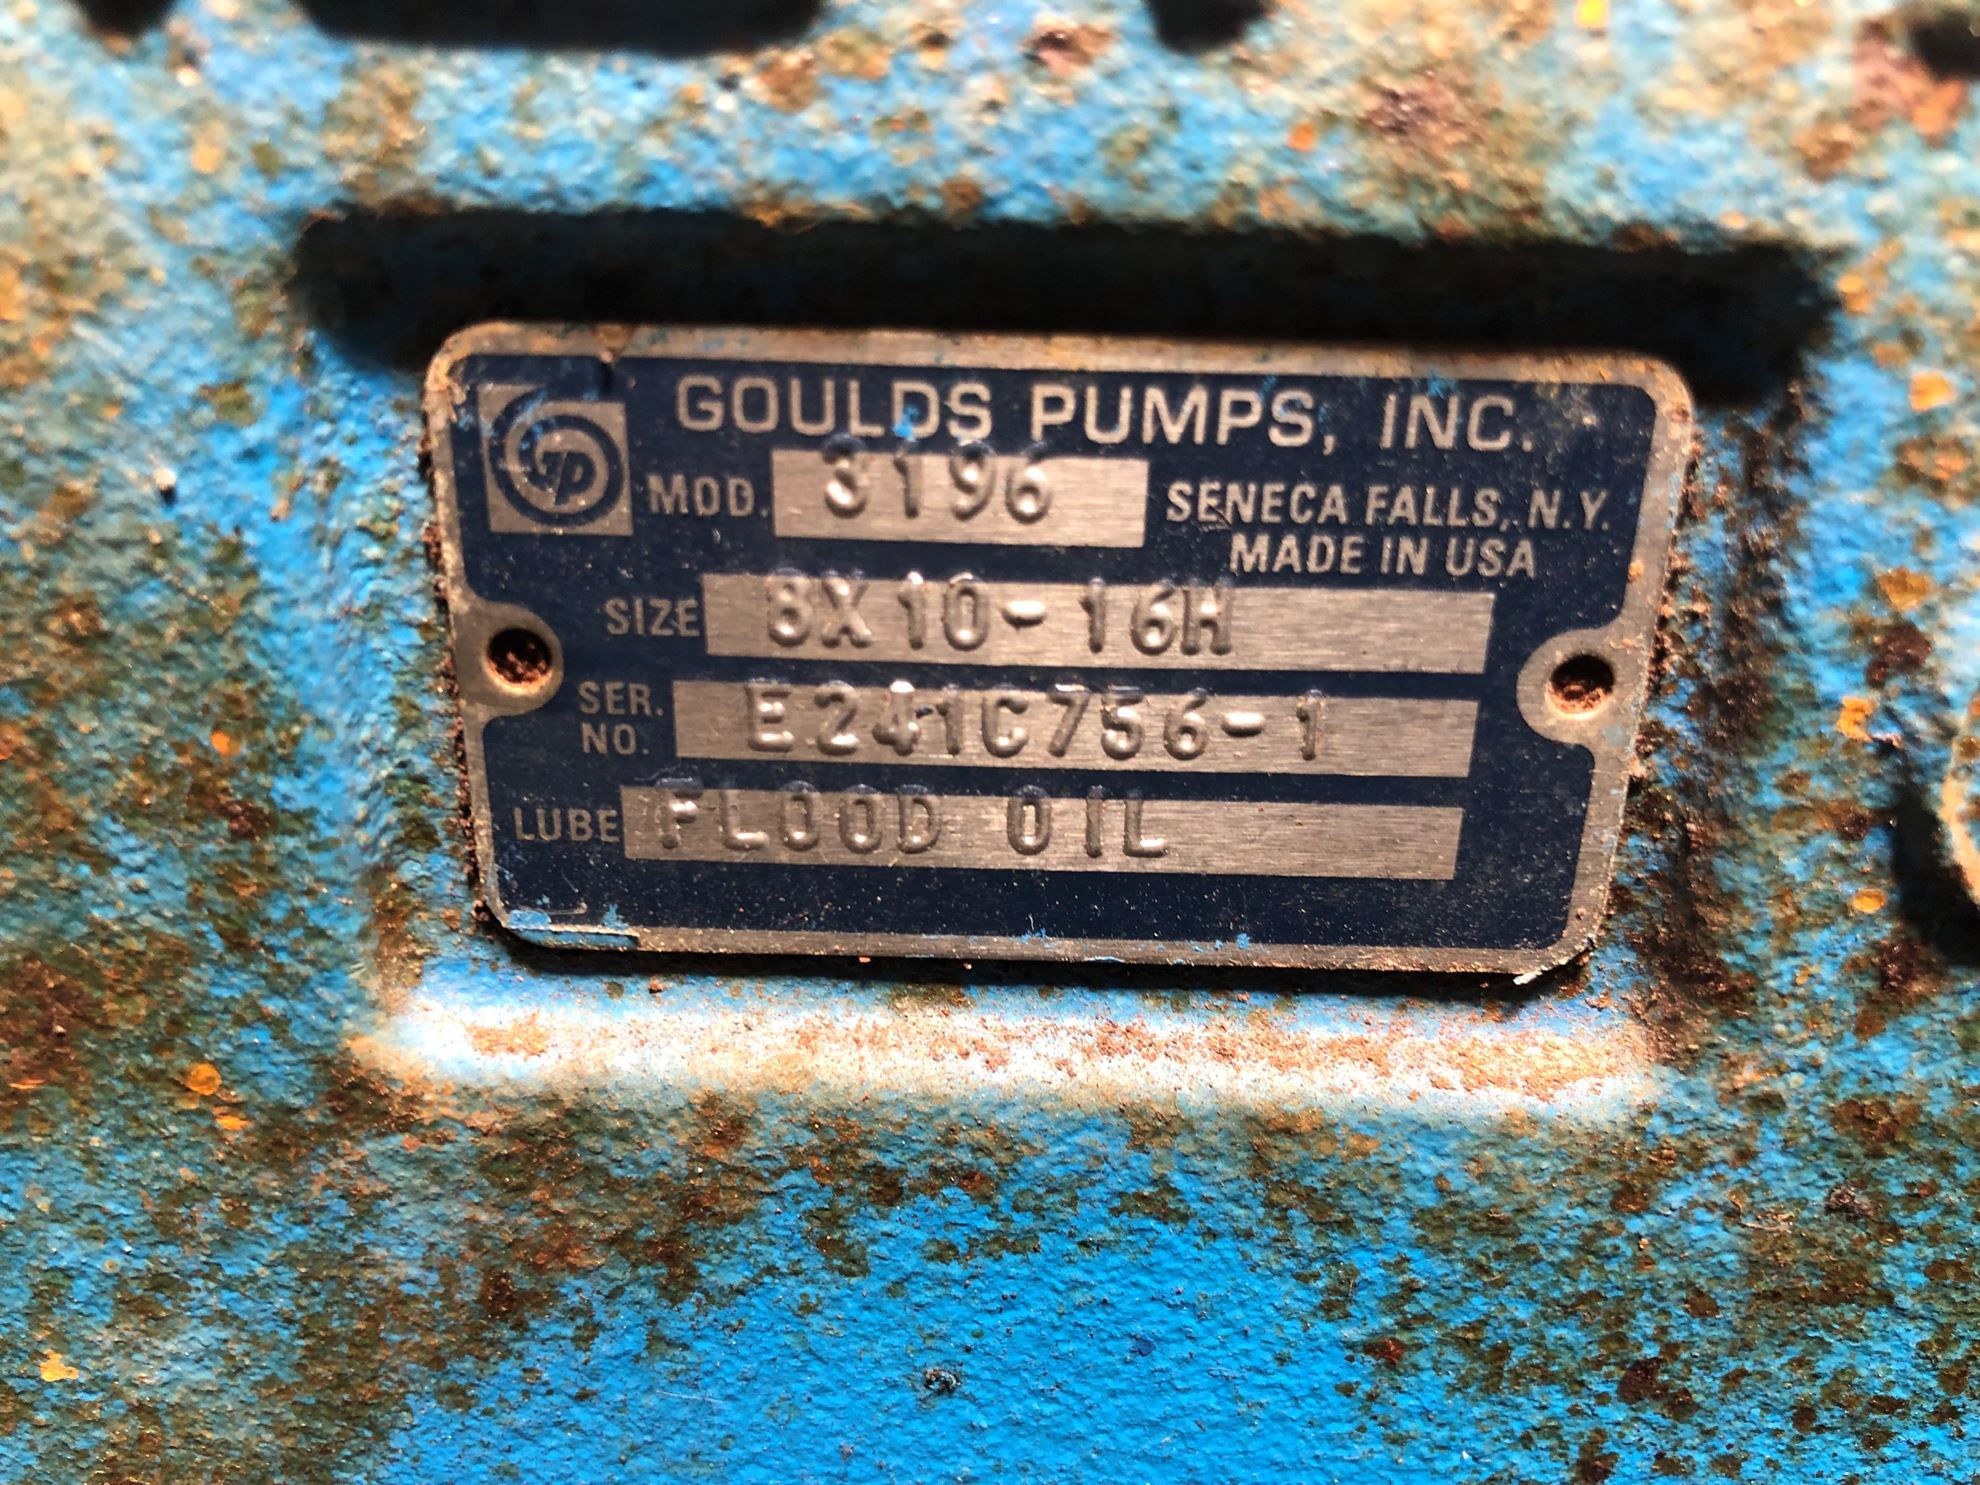 GOULDS PUMPS, INC.
MOD. 3196
SENECA FALLS, N.Y.
MADE IN USA
SIZE 8X10-16H
SER. NO. E241C756-1
LUBE FLOOD OIL